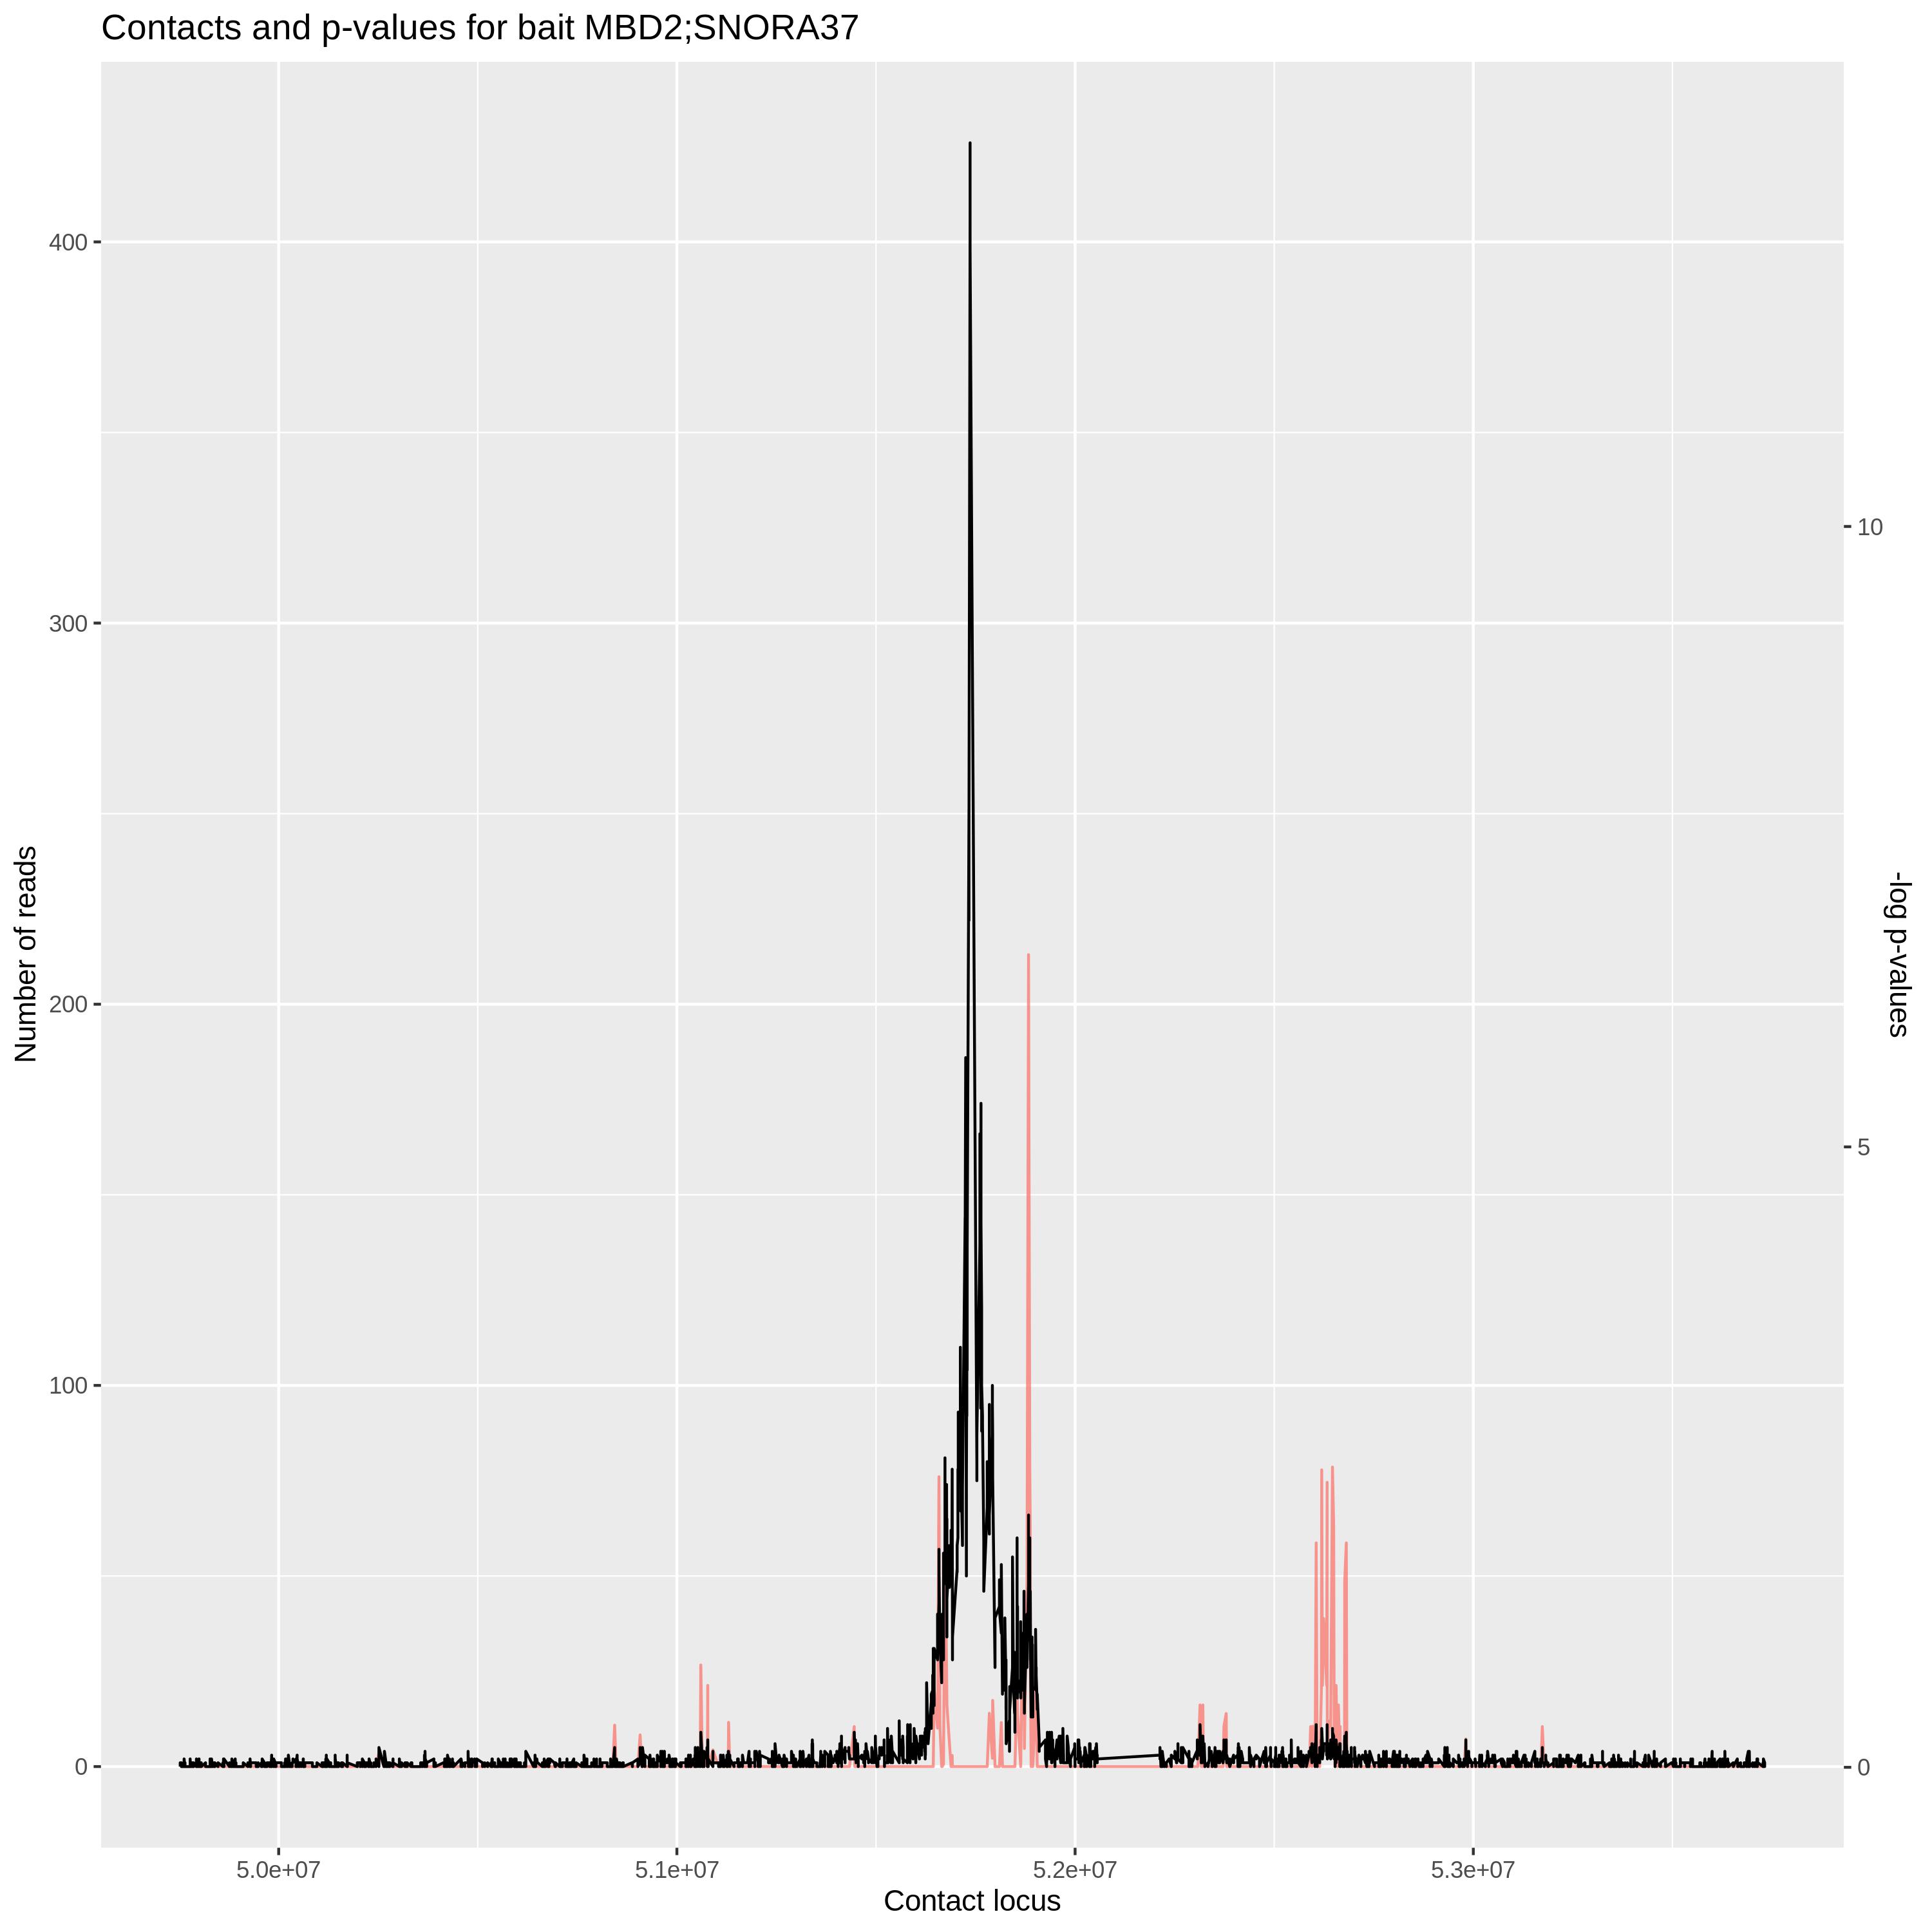 Contacts and p-values for bait MBD2;SNORA37
400
300
200
100
0
Number of reads
10
5
0
-log p-values
5.0e+07
5.1e+07
5.2e+07
5.3e+07
Contact locus